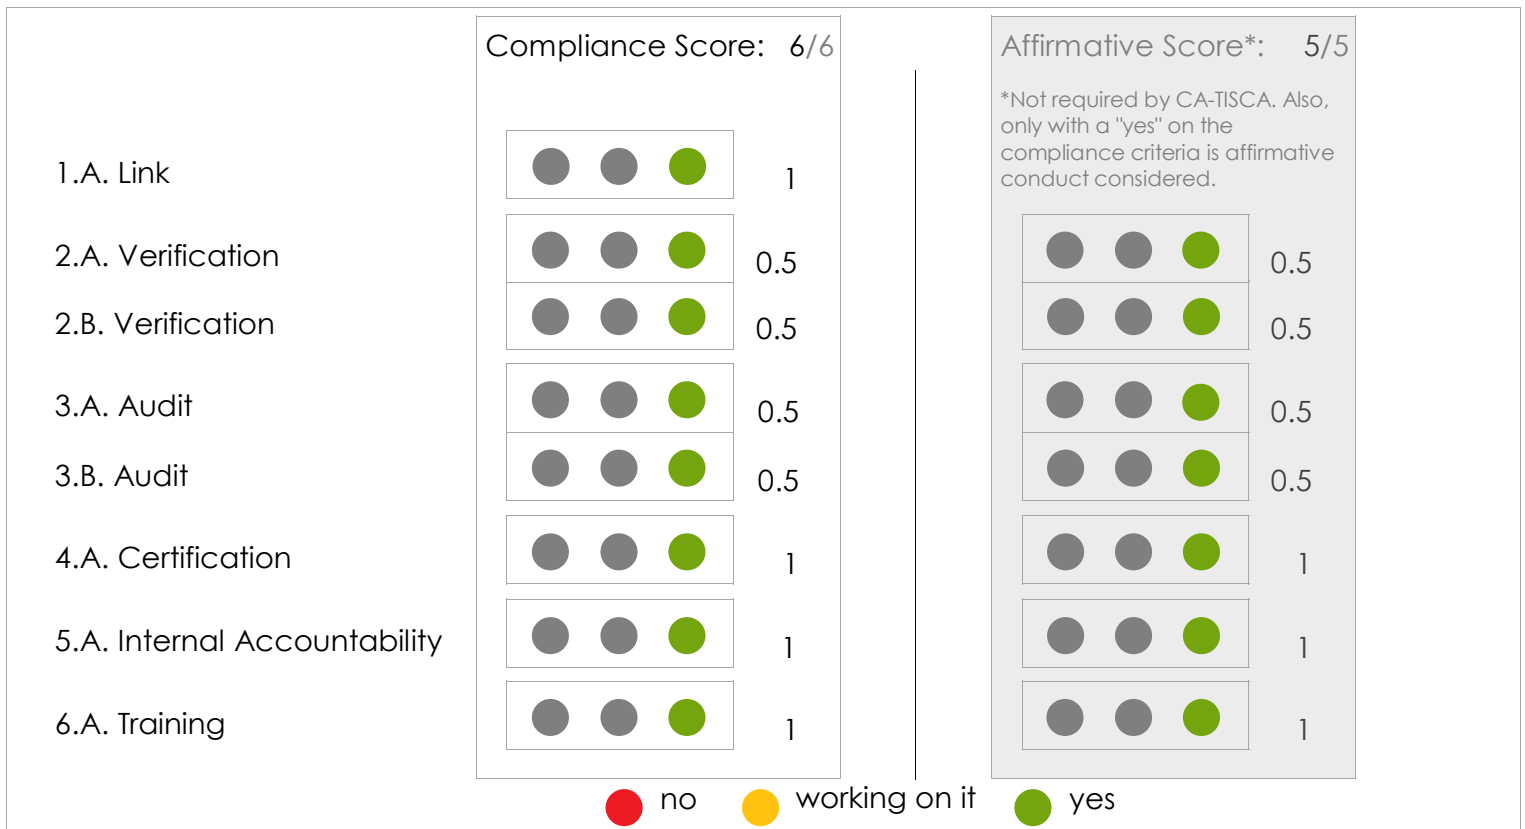 Compliance Score: 6/6
Affirmative Score*: 5/5
*Not required by CA-TISCA. Also,
only with a "yes" on the
compliance criteria is affirmative
conduct considered.
1.A. Link 1
2.A. Verification 0.5 0.5
2.B. Verification 0.5 0.5
3.A. Audit 0.5 0.5
3.B. Audit 0.5 0.5
4.A. Certification 1 1
5.A. Internal Accountability 1 1
6.A. Training 1 1
no working on it yes